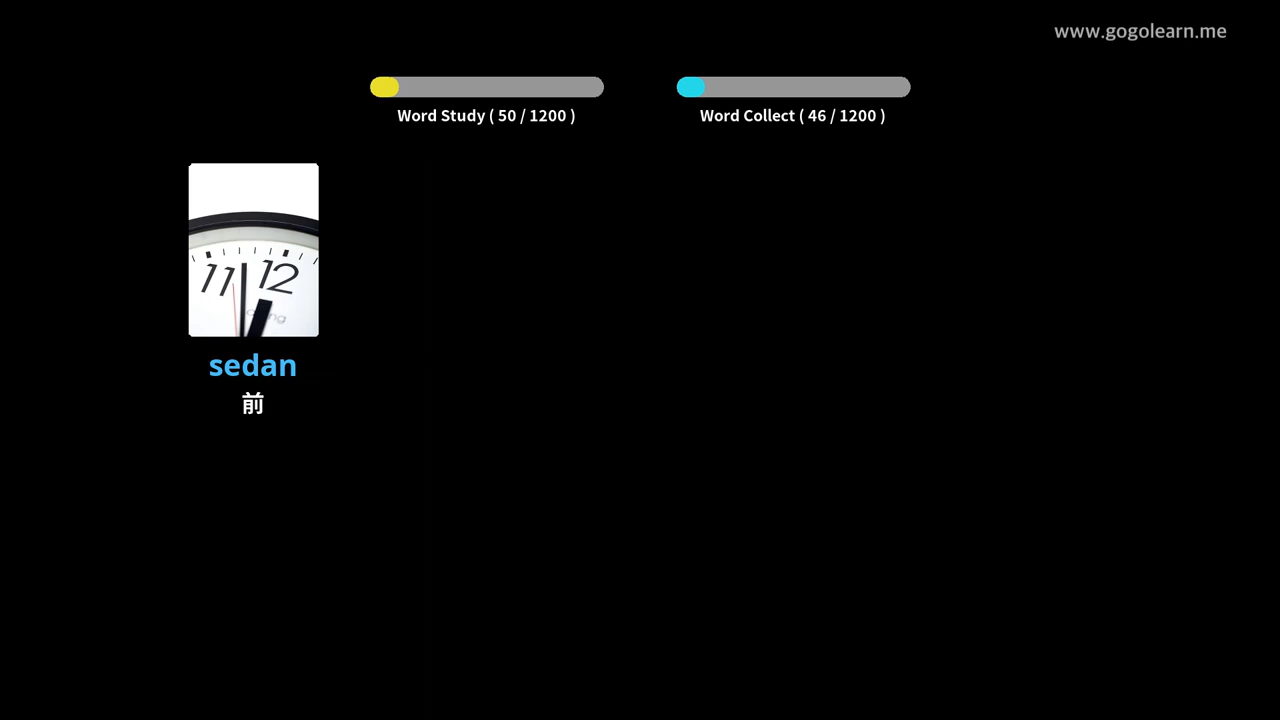 www.gogolearn.me
Word Study ( 50 / 1200 )
Word Collect ( 46 / 1200 )
11 12
sedan
前